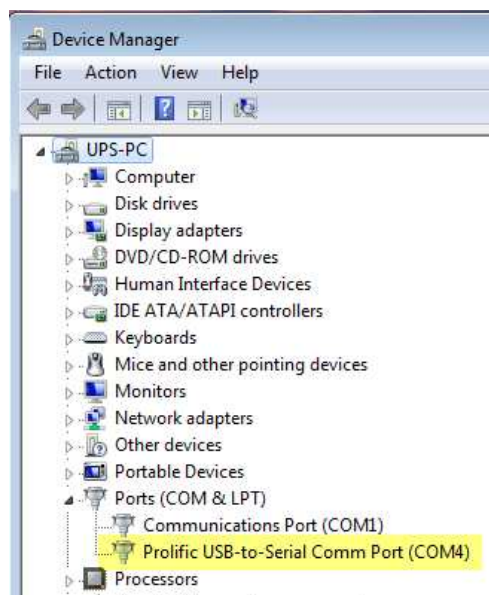 Device Manager
File Action View Help
UPS-PC
Computer
Disk drives
Display adapters
DVD/CD-ROM drives
Human Interface Devices
IDE ATA/ATAPI controllers
Keyboards
Mice and other pointing devices
Monitors
Network adapters
Other devices
Portable Devices
Ports (COM & LPT)
Communications Port (COM1)
Prolific USB-to-Serial Comm Port (COM4)
Processors